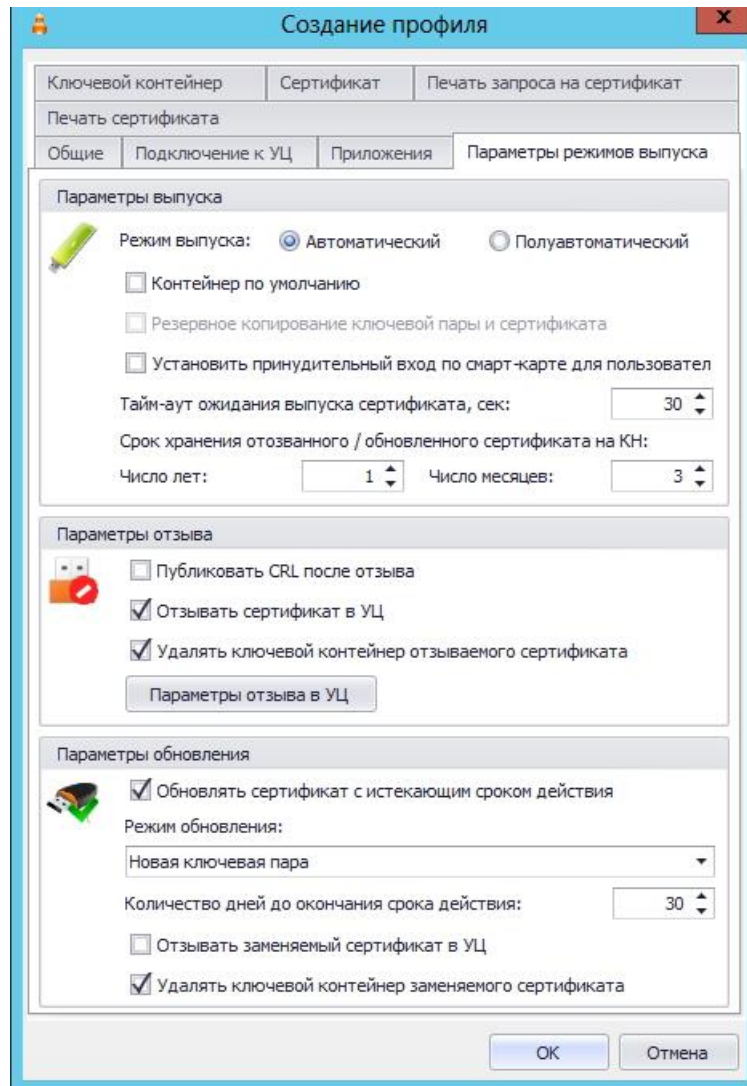 Создание профиля
x
Ключевой контейнер Сертификат Печать запроса на сертификат
Печать сертификата
Общие Подключение к УЦ Приложения Параметры режимов выпуска
Параметры выпуска
Режим выпуска: Автоматический Полуавтоматический
Контейнер по умолчанию
Резервное копирование ключевой пары и сертификата
Установить принудительный вход по смарт-карте для пользовател
Тайм-аут ожидания выпуска сертификата, сек: 30
Срок хранения отозванного / обновленного сертификата на КН:
Число лет: 1 Число месяцев: 3
Параметры отзыва
Публиковать CRL после отзыва
Отзывать сертификат в УЦ
Удалять ключевой контейнер отзываемого сертификата
Параметры отзыва в УЦ
Параметры обновления
Обновлять сертификат с истекающим сроком действия
Режим обновления:
Новая ключевая пара
Количество дней до окончания срока действия: 30
Отзывать заменяемый сертификат в УЦ
Удалять ключевой контейнер заменяемого сертификата
OK Отмена